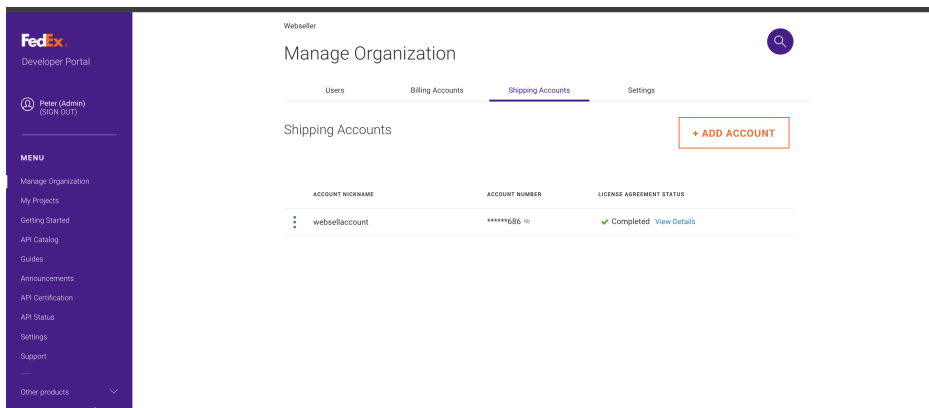 FedEx.
Developer Portal
Peter (Admin)
(SIGN OUT)
MENU
Manage Organization
My Projects
Getting Started
API Catalog
Guides
Announcements
API Certification
API Status
Settings
Support
Other products
Webseller
Manage Organization
Users Billing Accounts Shipping Accounts Settings
Shipping Accounts
+ ADD ACCOUNT
ACCOUNT NICKNAME ACCOUNT NUMBER LICENSE AGREEMENT STATUS
websellaccount ******686 Completed View Details